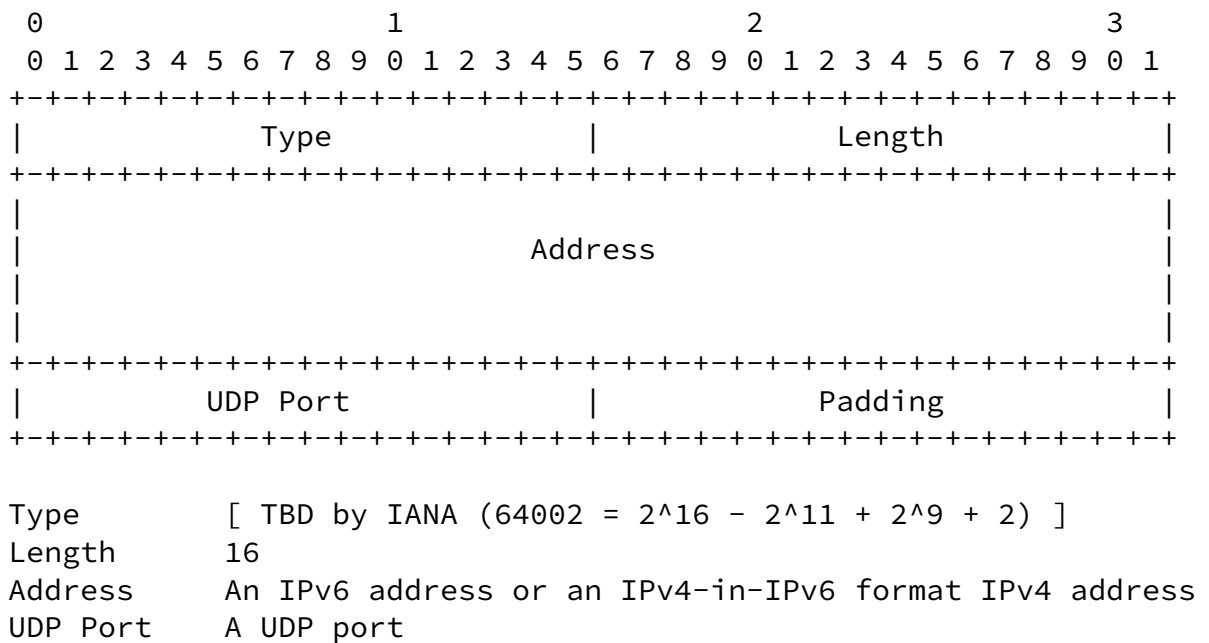 0                   1                   2                   3
 0 1 2 3 4 5 6 7 8 9 0 1 2 3 4 5 6 7 8 9 0 1 2 3 4 5 6 7 8 9 0 1
+-+-+-+-+-+-+-+-+-+-+-+-+-+-+-+-+-+-+-+-+-+-+-+-+-+-+-+-+-+-+-+-+
|             Type              |             Length            |
+-+-+-+-+-+-+-+-+-+-+-+-+-+-+-+-+-+-+-+-+-+-+-+-+-+-+-+-+-+-+-+-+
|                                                               |
|                            Address                            |
|                                                               |
|                                                               |
+-+-+-+-+-+-+-+-+-+-+-+-+-+-+-+-+-+-+-+-+-+-+-+-+-+-+-+-+-+-+-+-+
|          UDP Port             |            Padding            |
+-+-+-+-+-+-+-+-+-+-+-+-+-+-+-+-+-+-+-+-+-+-+-+-+-+-+-+-+-+-+-+-+

Type        [ TBD by IANA (64002 = 2^16 - 2^11 + 2^9 + 2) ]
Length      16
Address     An IPv6 address or an IPv4-in-IPv6 format IPv4 address
UDP Port    A UDP port